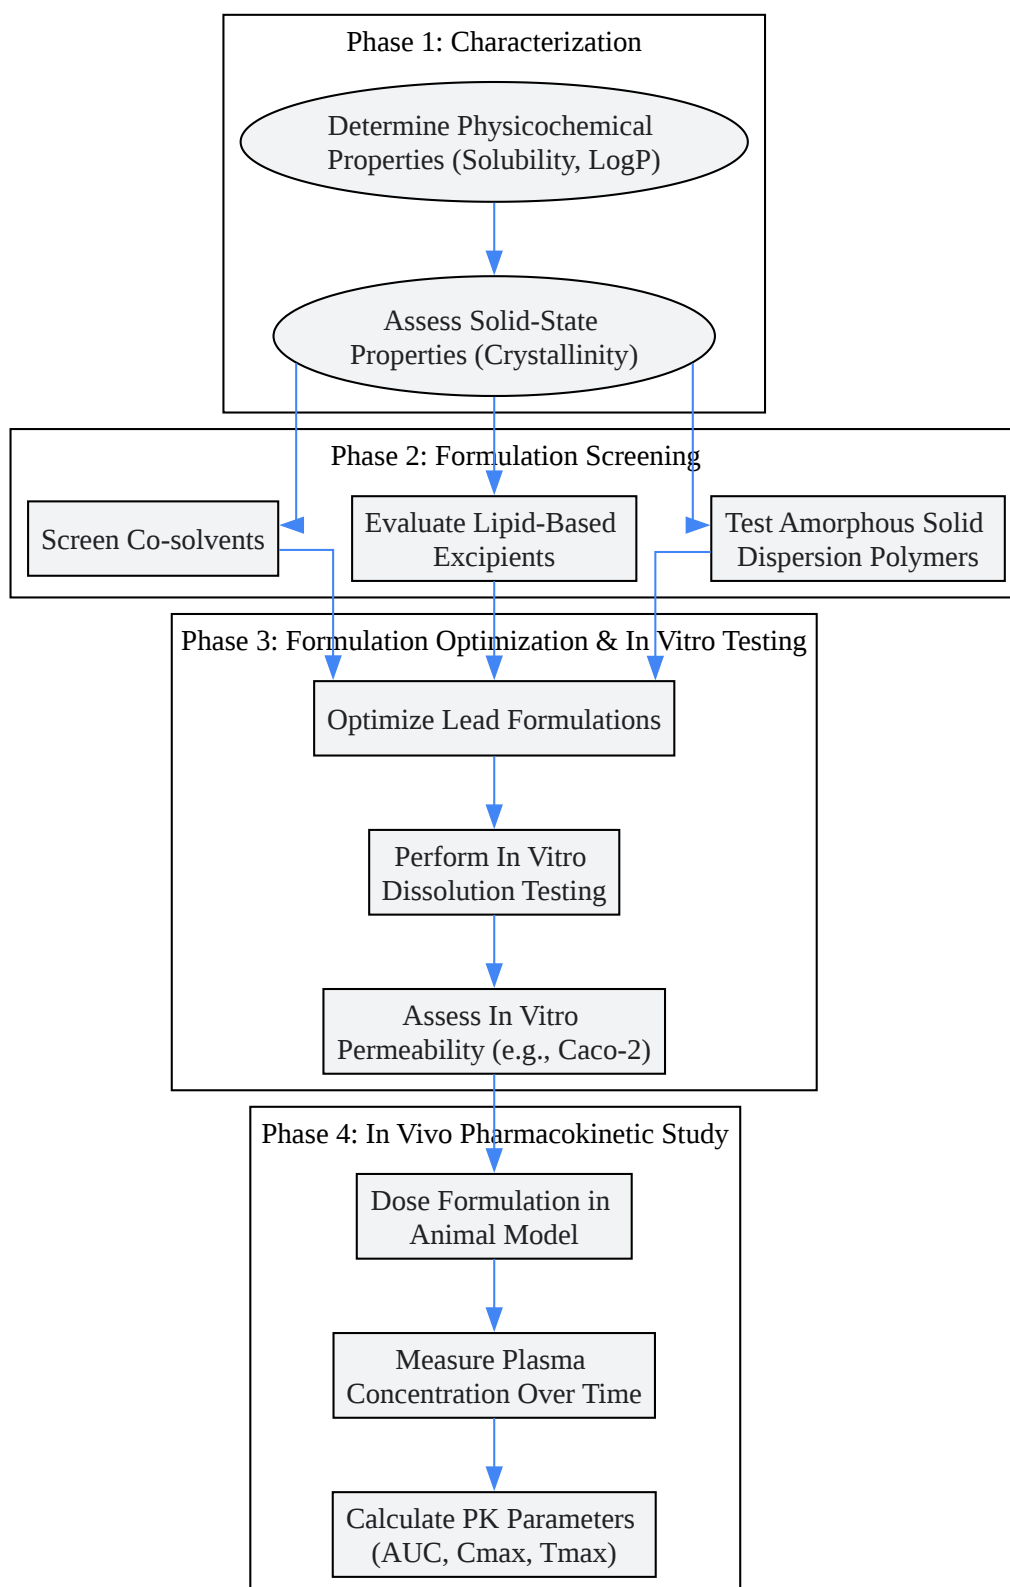 Phase 1: Characterization
Determine Physicochemical
Properties (Solubility, LogP)
Assess Solid-State
Properties (Crystallinity)
Phase 2: Formulation Screening
Screen Co-solvents
Evaluate Lipid-Based
Excipients
Test Amorphous Solid
Dispersion Polymers
Phase 3: Formulation Optimization & In Vitro Testing
Optimize Lead Formulations
Perform In Vitro
Dissolution Testing
Assess In Vitro
Permeability (e.g., Caco-2)
Phase 4: In Vivo Pharmacokinetic Study
Dose Formulation in
Animal Model
Measure Plasma
Concentration Over Time
Calculate PK Parameters
(AUC, Cmax, Tmax)